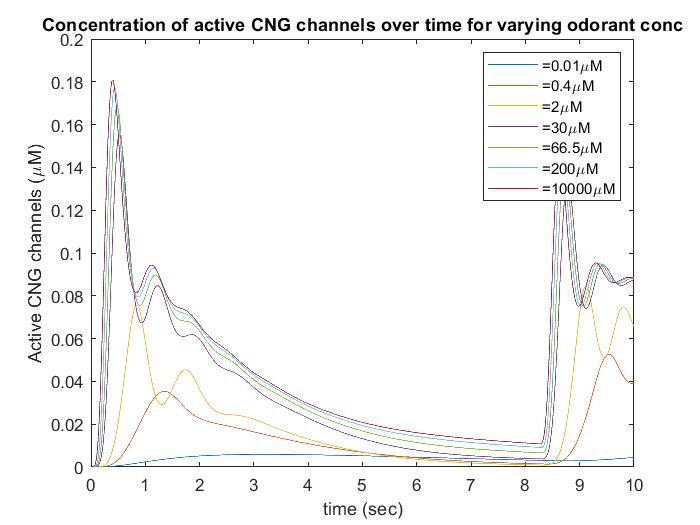 Concentration of active CNG channels over time for varying odorant conc
0.2
0.18
0.16
0.14
0.12
0.1
0.08
0.06
0.04
0.02
0
Active CNG channels (μM)
=0.01μM
=0.4μM
=2μM
=30μM
=66.5μM
=200μM
=10000μM
0 1 2 3 4 5 6 7 8 9 10
time (sec)